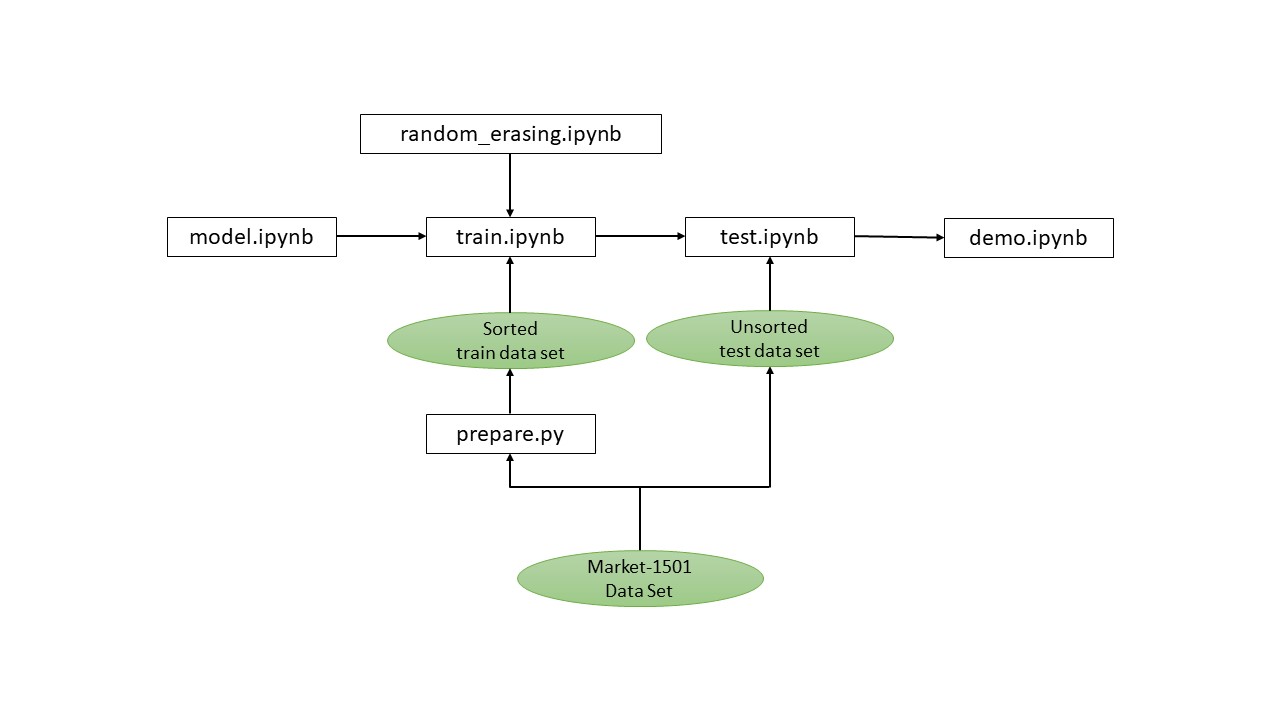 random_erasing.ipynb
model.ipynb
train.ipynb
test.ipynb
demo.ipynb
Sorted
train data set
Unsorted
test data set
prepare.py
Market-1501
Data Set